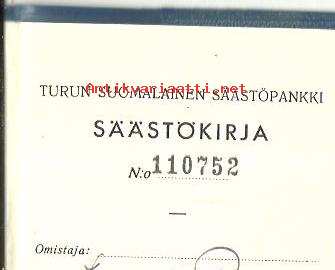 TURUN SUOMALAINEN SÄÄSTÖPANKKI
Antikvariaatti.net
SÄÄSTÖKIRJA
N:o 110752
Omistaja: